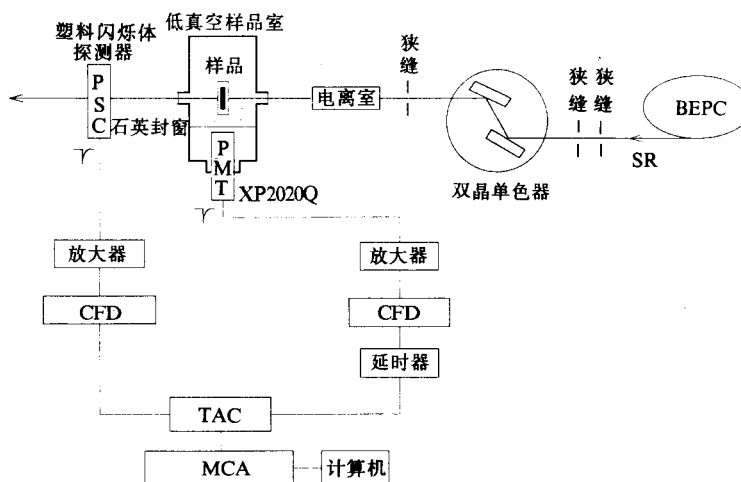 塑料闪烁体
探测器
PSC
石英封窗
低真空样品室
样品
PMT
XP2020Q
电离室
狭缝
双晶单色器
狭缝
狭缝
SR
BEPC
放大器
CFD
放大器
CFD
延时器
TAC
MCA
计算机